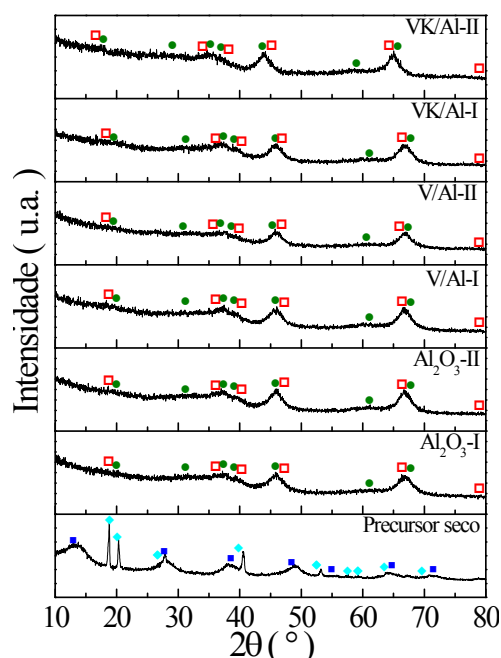 VK/Al-II
VK/Al-I
V/Al-II
V/Al-I
Al₂O₃-II
Al₂O₃-I
Precursor seco
Intensidade ( u.a. )
10 20 30 40 50 60 70 80
2θ ( ° )